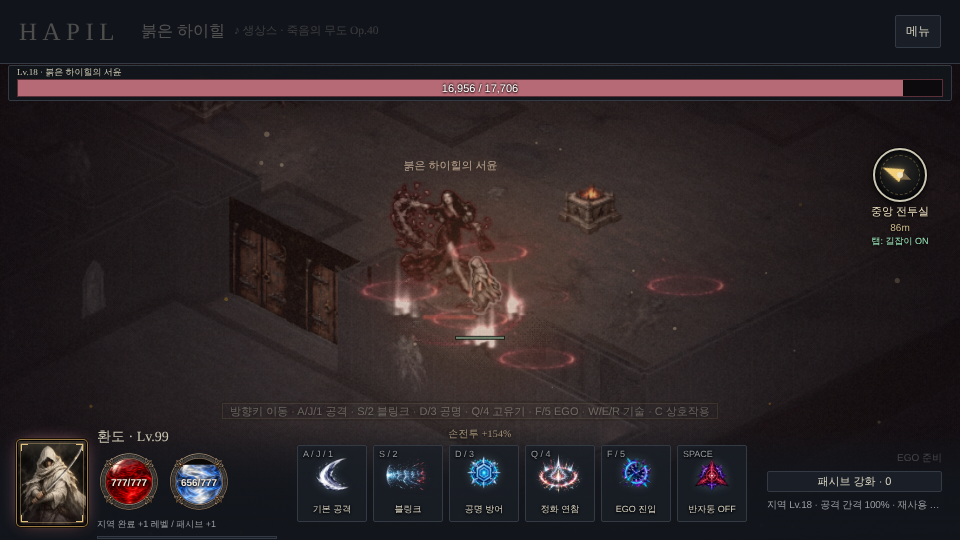 HAPIL 붉은 하이힐 ♪ 생상스 · 죽음의 무도 Op.40
메뉴
Lv.18 · 붉은 하이힐의 서윤
16,956 / 17,706
붉은 하이힐의 서윤
중앙 전투실
86m
탭: 길잡이 ON
방향키 이동 · A/J/1 공격 · S/2 블링크 · D/3 공명 · Q/4 고유기 · F/5 EGO · W/E/R 기술 · C 상호작용
손전투 +154%
환도 · Lv.99
777/777
656/777
지역 완료 +1 레벨 / 패시브 +1
A / J / 1
기본 공격
S / 2
블링크
D / 3
공명 방어
Q / 4
정화 연참
F / 5
EGO 진입
SPACE
반자동 OFF
EGO 준비
패시브 강화 · 0
지역 Lv.18 · 공격 간격 100% · 재사용 …